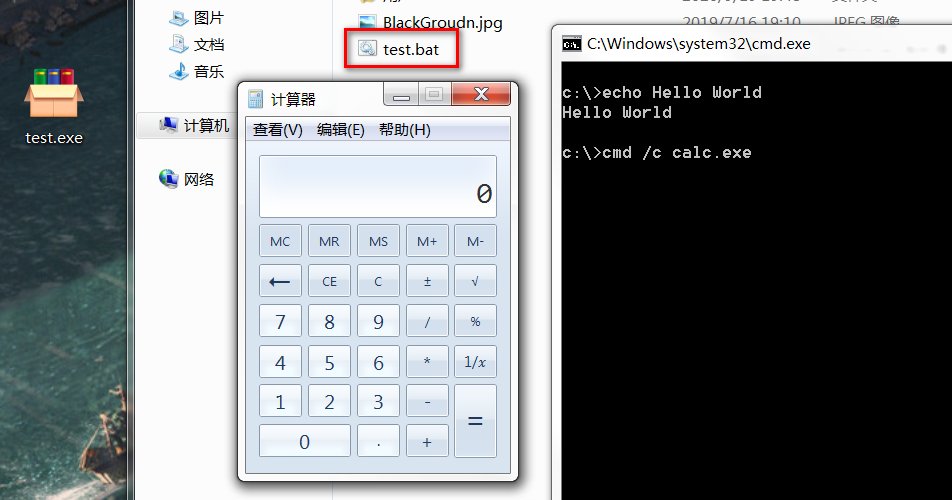 图片
文档
音乐
计算机
网络
test.exe
BlackGroudn.jpg
2019/7/16 19:10
JPEG 图像
test.bat
计算器
查看(V) 编辑(E) 帮助(H)
0
MC MR MS M+ M-
← CE C ± √
7 8 9 / %
4 5 6 * 1/x
1 2 3 - =
0 . +
C:\Windows\system32\cmd.exe
c:\>echo Hello World
Hello World
c:\>cmd /c calc.exe